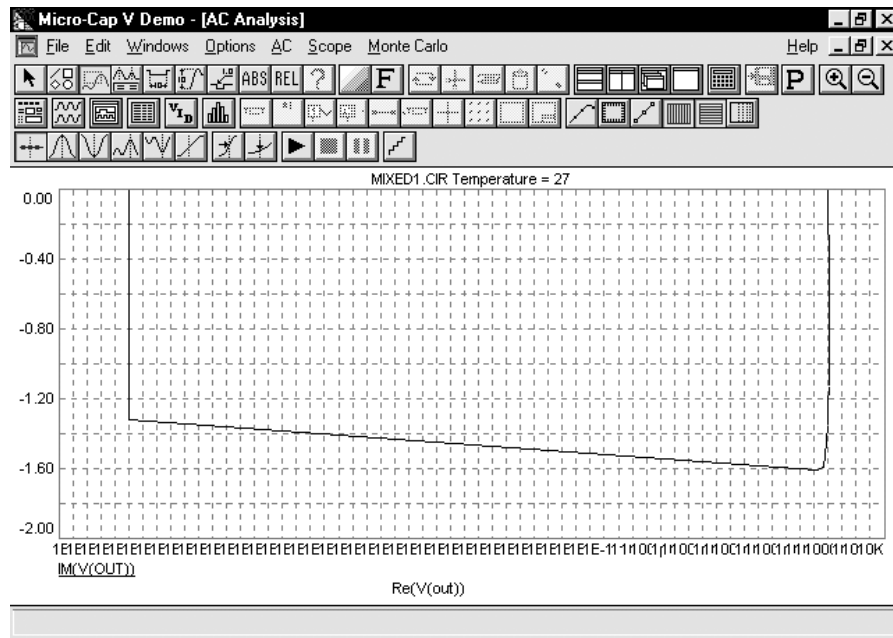 Micro-Cap V Demo - [AC Analysis]
File Edit Windows Options AC Scope Monte Carlo Help
ABS REL ? F P
VID
MIXED1.CIR Temperature = 27
0.00
-0.40
-0.80
-1.20
-1.60
-2.00
IM(V(OUT))
Re(V(out))